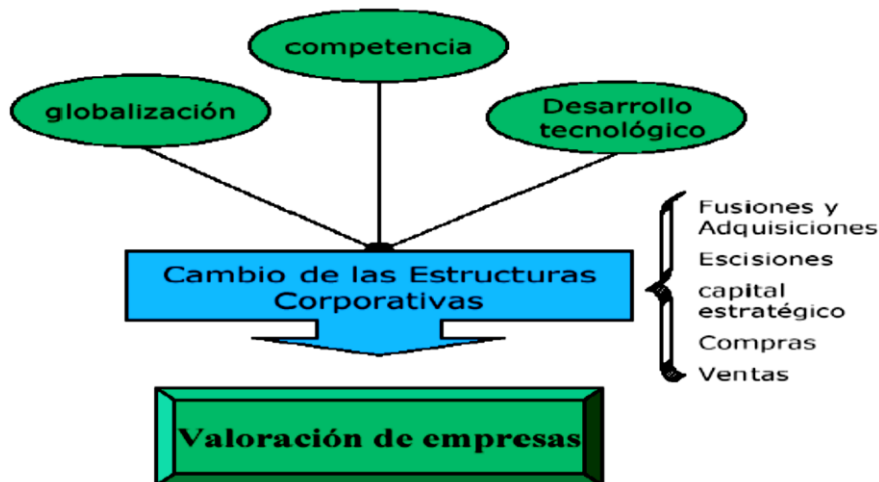 competencia
globalización
Desarrollo
tecnológico
Cambio de las Estructuras
Corporativas
Fusiones y
Adquisiciones
Escisiones
capital
estratégico
Compras
Ventas
Valoración de empresas